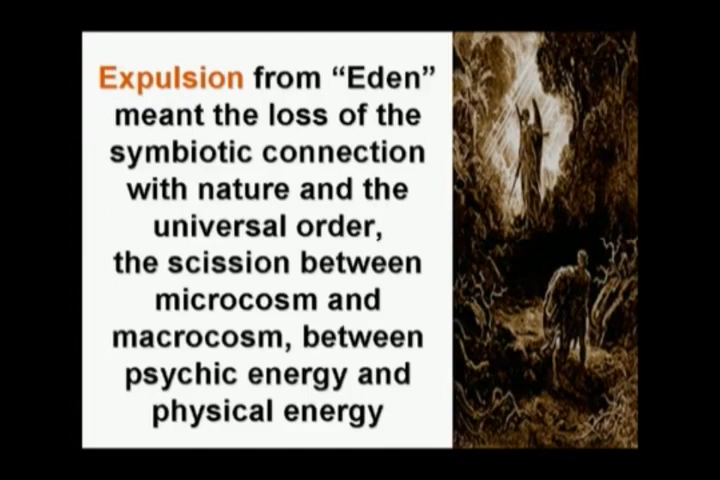 Expulsion from “Eden”
meant the loss of the
symbiotic connection
with nature and the
universal order,
the scission between
microcosm and
macrocosm, between
psychic energy and
physical energy